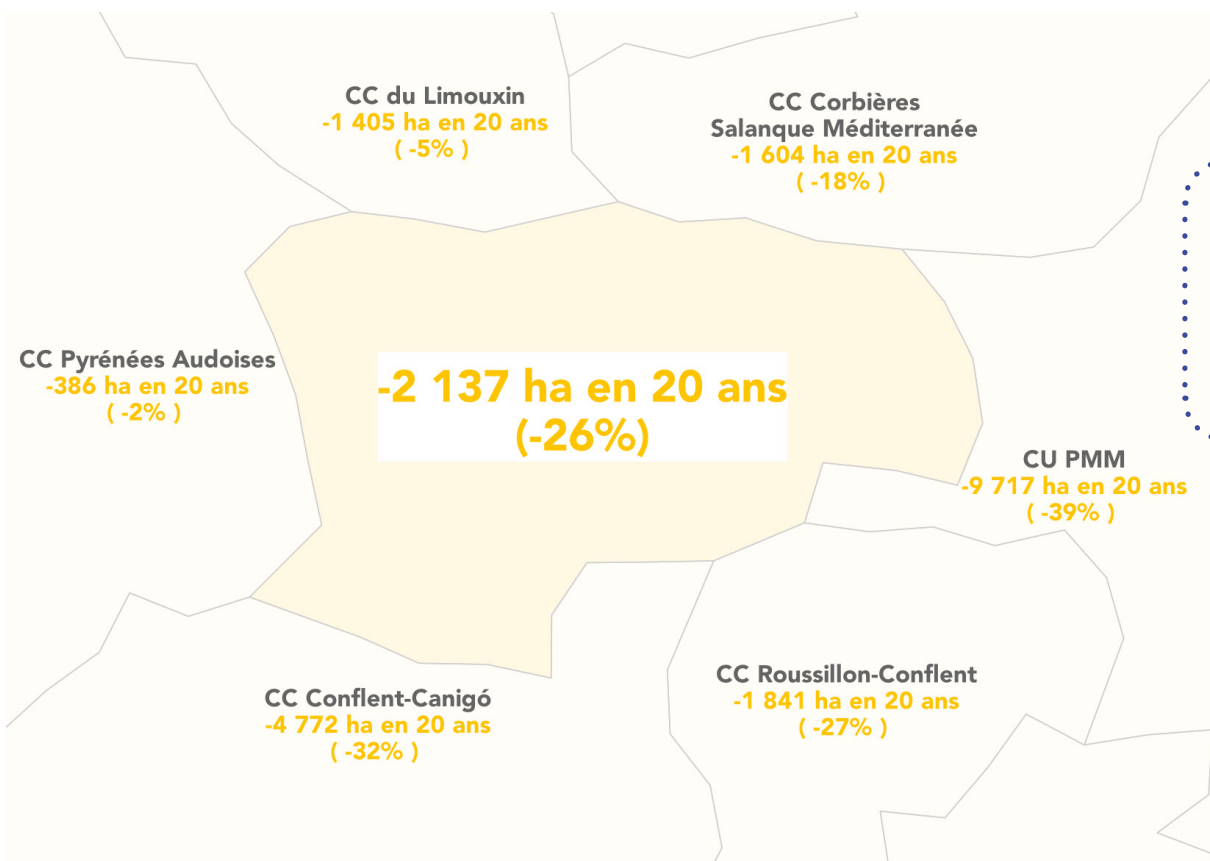 CC du Limouxin
-1 405 ha en 20 ans
( -5% )
CC Corbières
Salanque Méditerranée
-1 604 ha en 20 ans
( -18% )
CC Pyrénées Audoises
-386 ha en 20 ans
( -2% )
-2 137 ha en 20 ans
(-26%)
CU PMM
-9 717 ha en 20 ans
( -39% )
CC Conflent-Canigó
-4 772 ha en 20 ans
( -32% )
CC Roussillon-Conflent
-1 841 ha en 20 ans
( -27% )